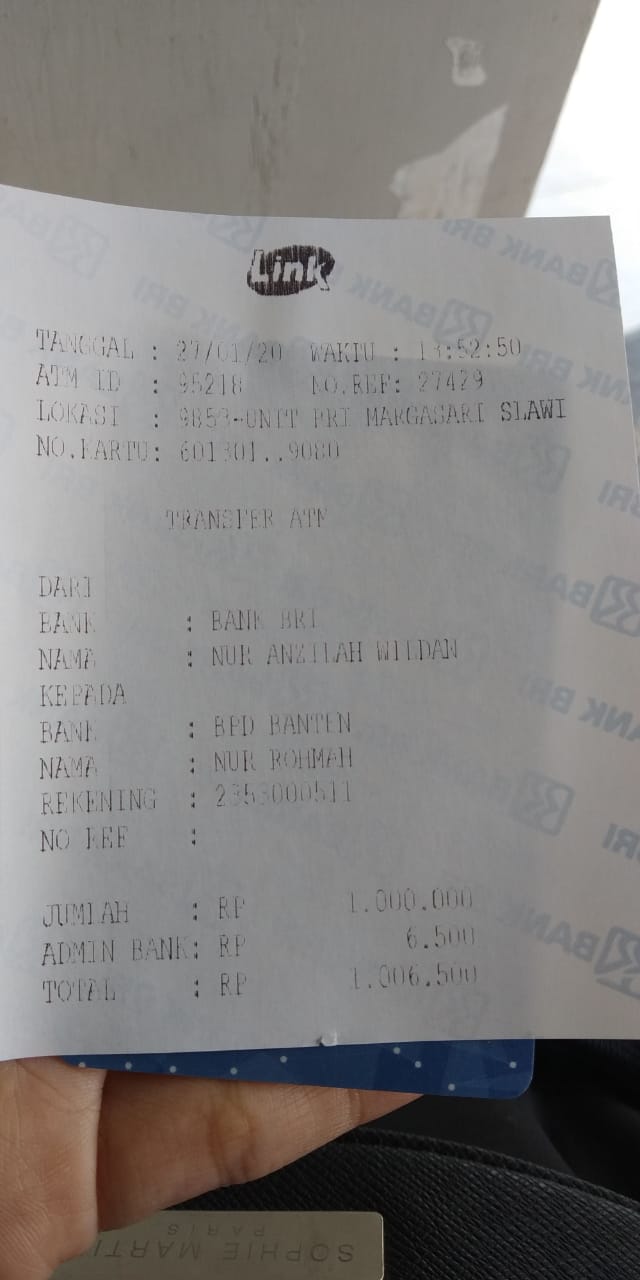 Link
TANGGAL : 27/01/20 WAKTU : 13:52:50
ATM ID : 95218 NO.REF: 27429
LOKASI : 9853-UNIT BRI MARGASARI SLAWI
NO.KARTU: 601301..9080
TRANSFER ATM
DARI
BANK : BANK BRI
NAMA : NUR ANZILAH WILDAN
KEPADA
BANK : BPD BANTEN
NAMA : NUR ROHMAH
REKENING : 2353000511
NO REF :
JUMLAH : RP 1.000.000
ADMIN BANK: RP 6.500
TOTAL : RP 1.006.500
BANK BRI
SOPHIE MARTI
PARIS